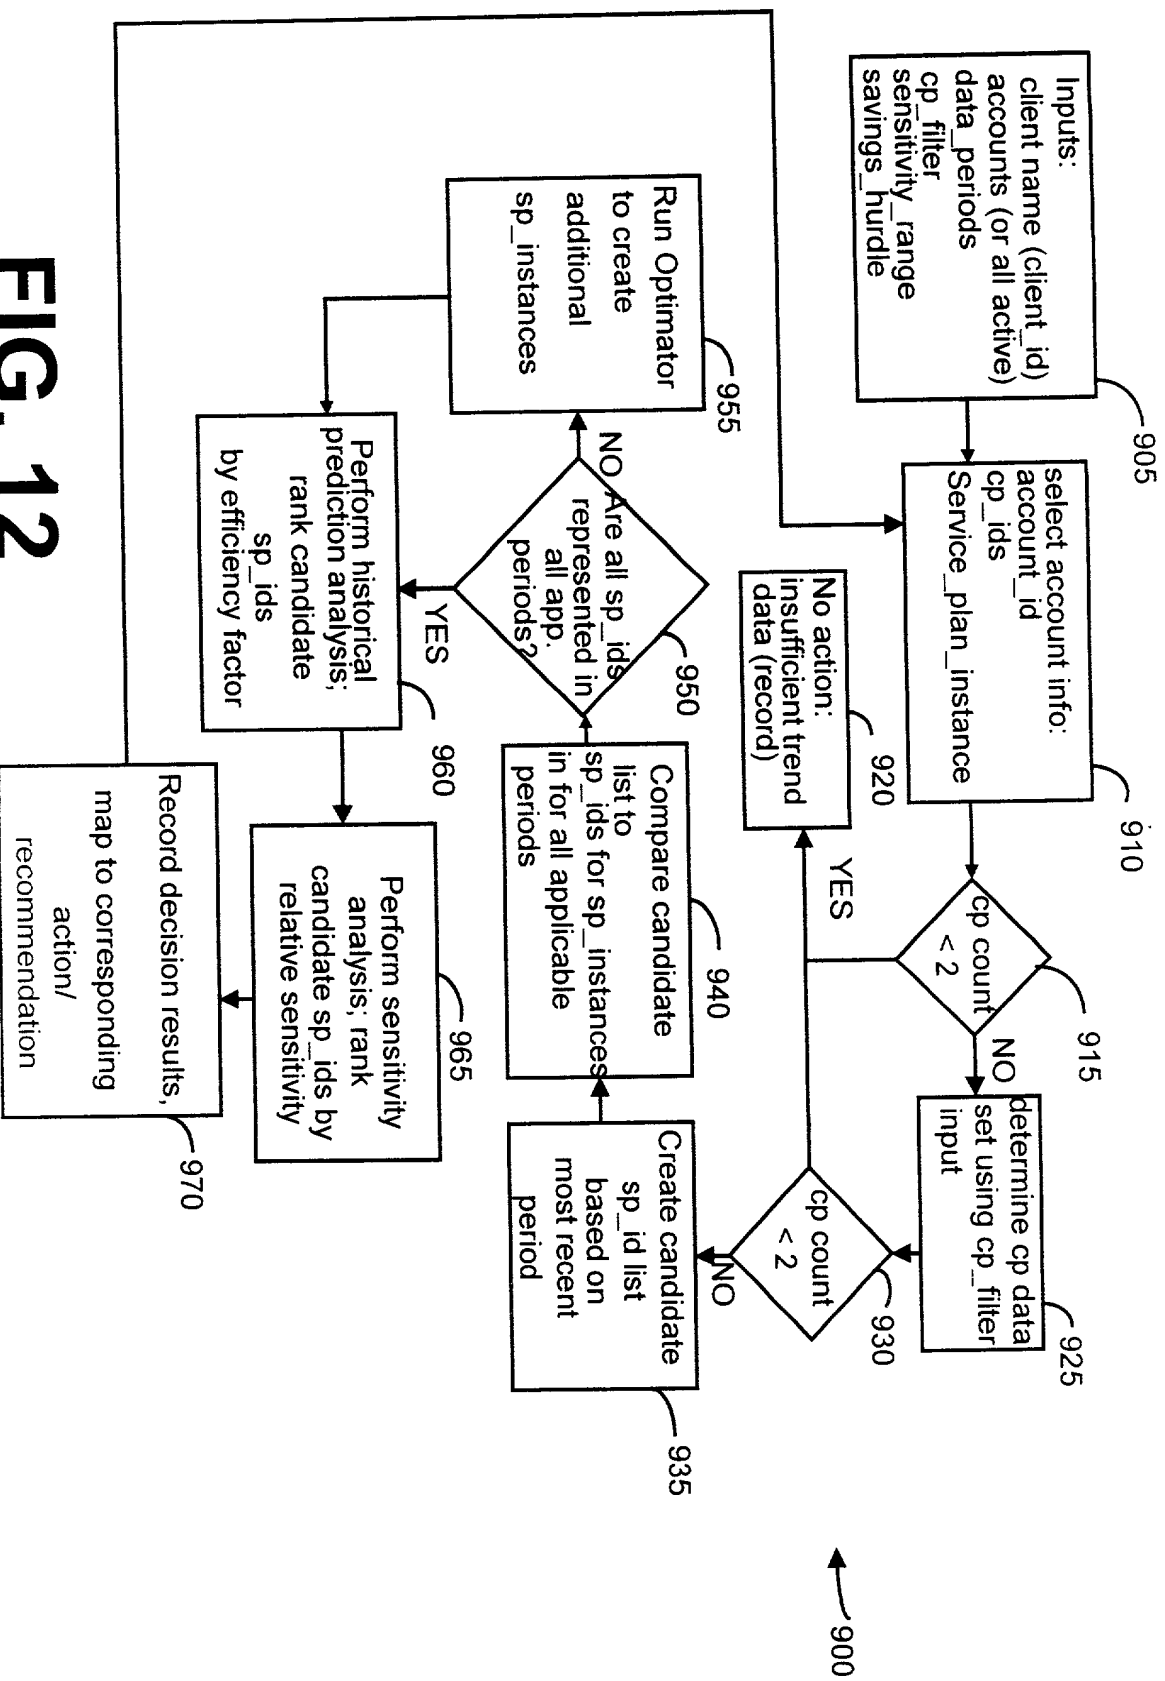 900
Inputs:
client name (client_id)
accounts (or all active)
data_periods
cp_filter
sensitivity_range
savings_hurdle
905
select account info:
account_id
cp_ids
Service_plan_instance
910
cp count
< 2
915
NO
YES
No action:
insufficient trend
data (record)
920
determine cp data
set using cp_filter
input
925
cp count
< 2
930
NO
Create candidate
sp_id list
based on
most recent
period
935
Compare candidate
list to
sp_ids for sp_instances
in for all applicable
periods
940
Are all sp_ids
represented in
all app.
periods?
950
NO
YES
Run Optimator
to create
additional
sp_instances
955
Perform historical
prediction analysis;
rank candidate
sp_ids
by efficiency factor
960
Perform sensitivity
analysis; rank
candidate sp_ids by
relative sensitivity
965
Record decision results,
map to corresponding
action/
recommendation
970
FIG. 12